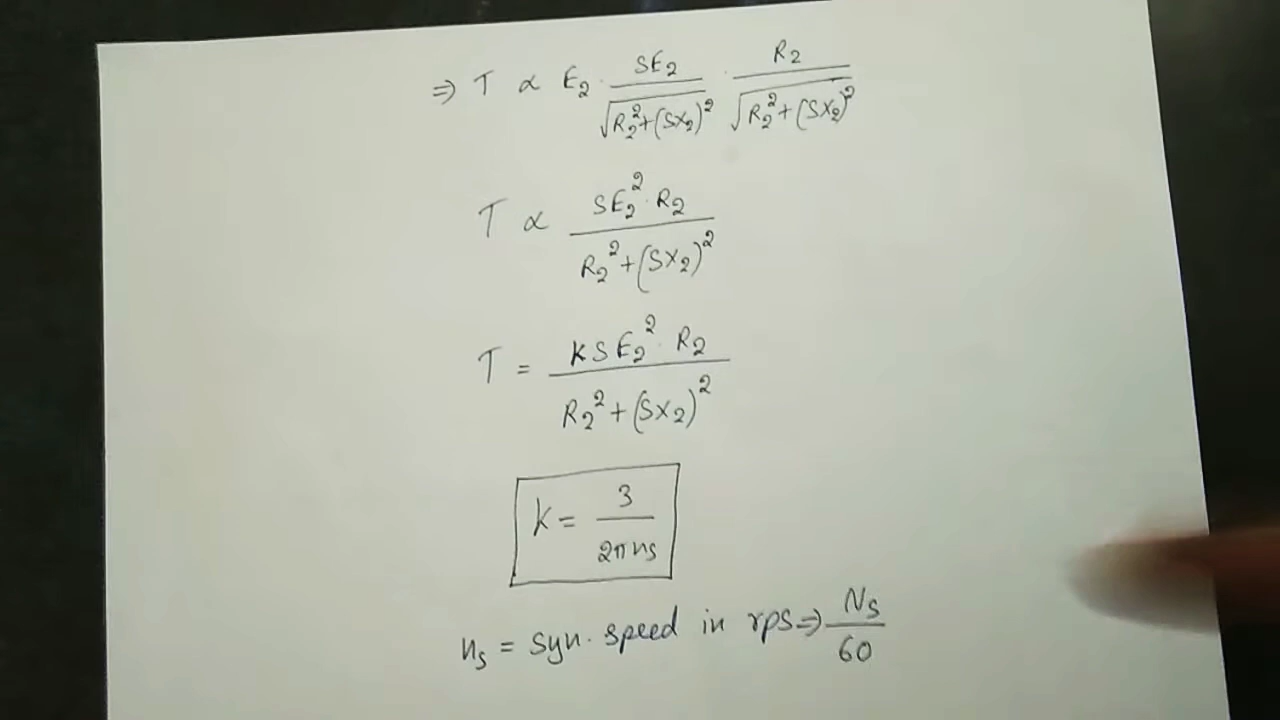 ⇒ T ∝ E₂ · SE₂/√(R₂²+(SX₂)²) · R₂/√(R₂²+(SX₂)²)
T ∝ SE₂² · R₂/(R₂²+(SX₂)²)
T = KSE₂² · R₂/(R₂²+(SX₂)²)
K = 3/(2πns)
ns = syn. speed in rps ⇒ Ns/60